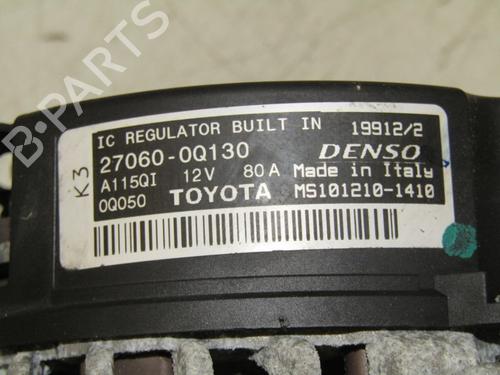 B-PARTS
IC REGULATOR BUILT IN 19912/2
27060-0Q130 DENSO
K3
A115QI 12V 80A Made in Italy
0Q050 TOYOTA MS101210-1410